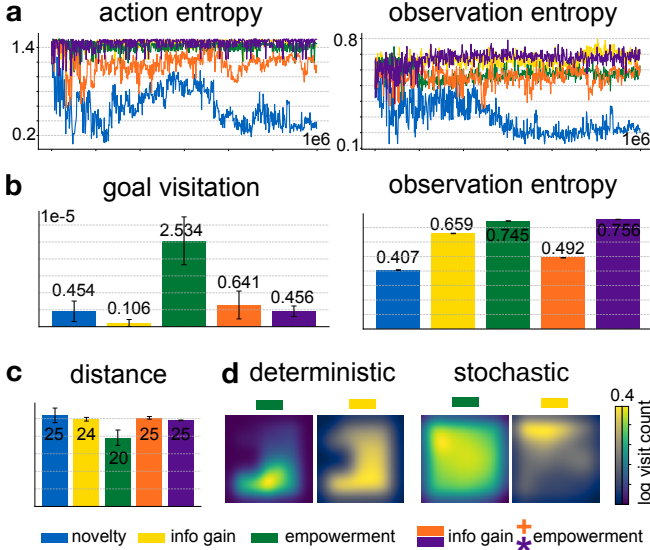 a
action entropy
observation entropy
1.4
0.2
1e6
0.8
0.1
1e6
b
goal visitation
observation entropy
1e-5
0.454
0.106
2.534
0.641
0.456
0.407
0.659
0.745
0.492
0.756
c
distance
25
24
20
25
25
d
deterministic
stochastic
0.4
log visit count
novelty
info gain
empowerment
info gain + * empowerment